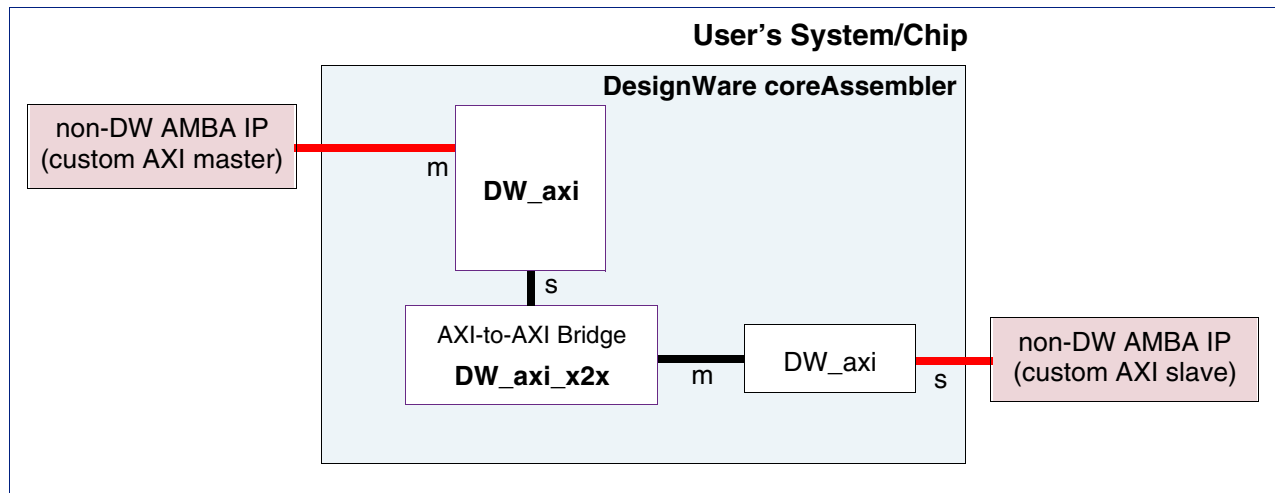 User's System/Chip
DesignWare coreAssembler
non-DW AMBA IP
(custom AXI master)
m
DW_axi
s
AXI-to-AXI Bridge
DW_axi_x2x
m
DW_axi
s
non-DW AMBA IP
(custom AXI slave)